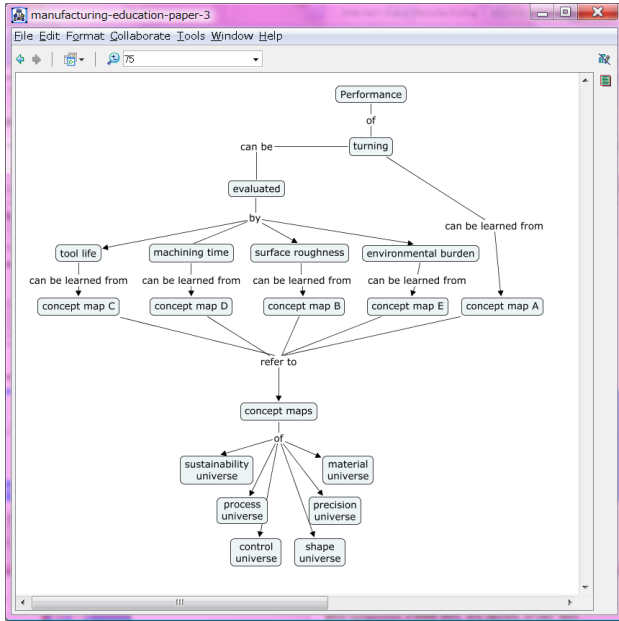 manufacturing-education-paper-3
File Edit Format Collaborate Tools Window Help
75
Performance
of
can be
turning
evaluated
by
can be learned from
tool life
machining time
surface roughness
environmental burden
can be learned from
can be learned from
can be learned from
can be learned from
concept map C
concept map D
concept map B
concept map E
concept map A
refer to
concept maps
of
sustainability
universe
material
universe
process
universe
precision
universe
control
universe
shape
universe